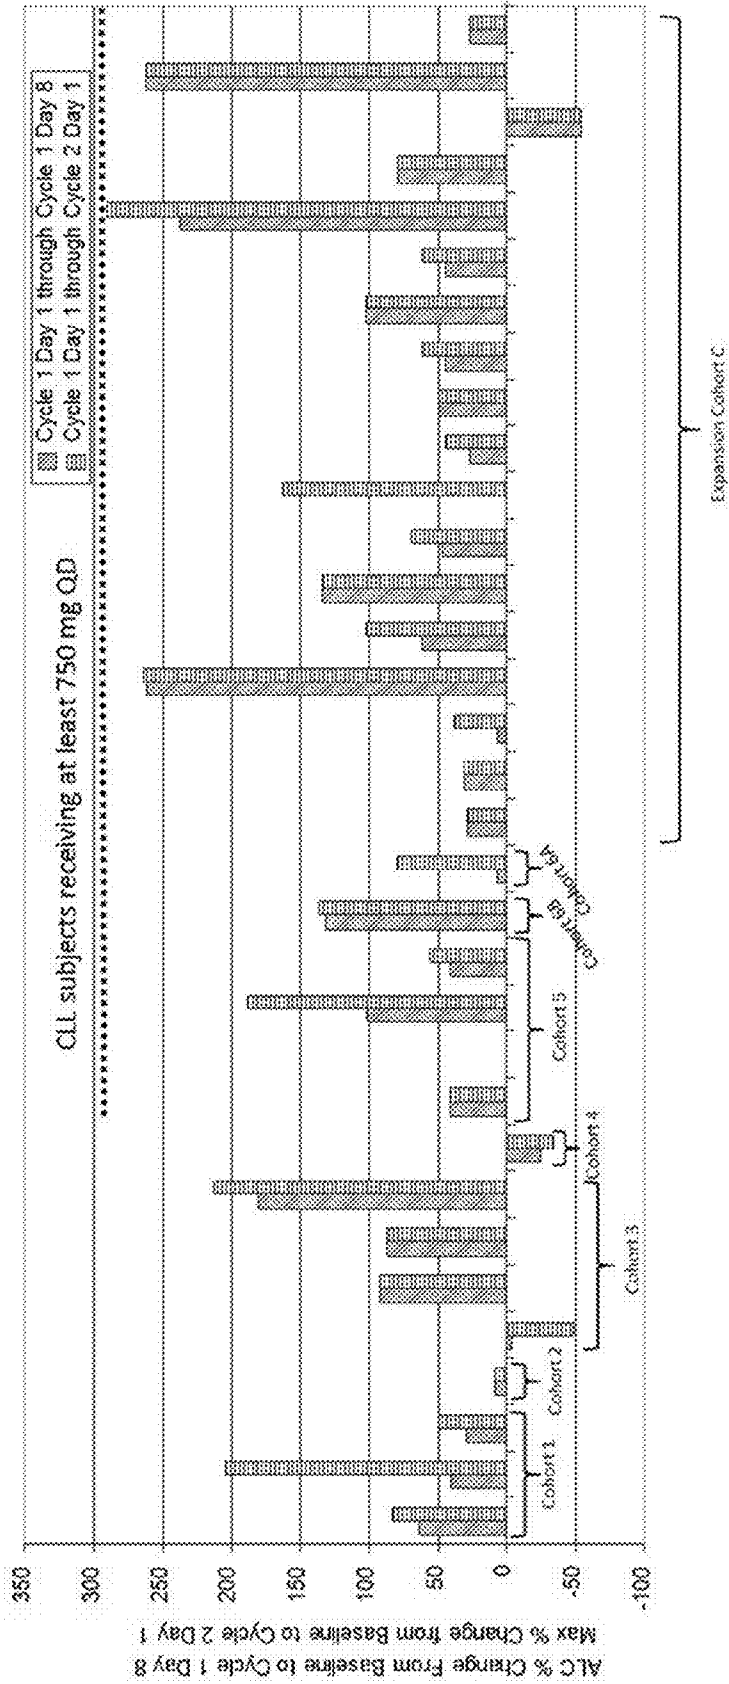 ALC % Change From Baseline to Cycle 1 Day 8
Max % Change from Baseline to Cycle 2 Day 1
350
300
250
200
150
100
50
0
-50
-100
CLL subjects receiving at least 750 mg QD
Cycle 1 Day 1 through Cycle 1 Day 8
Cycle 1 Day 1 through Cycle 2 Day 1
Cohort 1
Cohort 2
Cohort 3
Cohort 4
Cohort 5
Cohort 6B
Cohort 6A
Expansion Cohort C